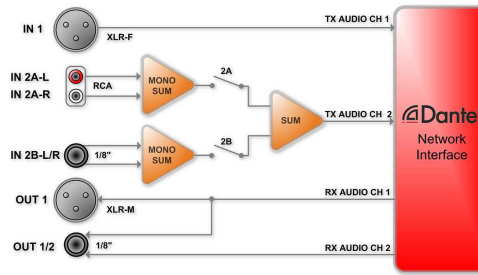 TX AUDIO CH 1
IN 1
XLR-F
2A
IN 2A-L
MONO
SUM
RCA
IN 2A-R
SUM
TX AUDIO CH 2
Dante
Network
Interface
2B
MONO
SUM
IN 2B-L/R
1/8"
OUT 1
RX AUDIO CH 1
XLR-M
OUT 1/2
1/8"
RX AUDIO CH 2